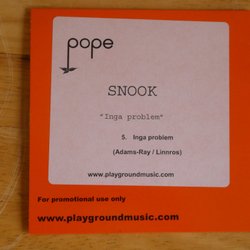 pope
SNOOK
"Inga problem"
5. Inga problem
(Adams-Ray / Linnros)
www.playgroundmusic.com
For promotional use only
www.playgroundmusic.com